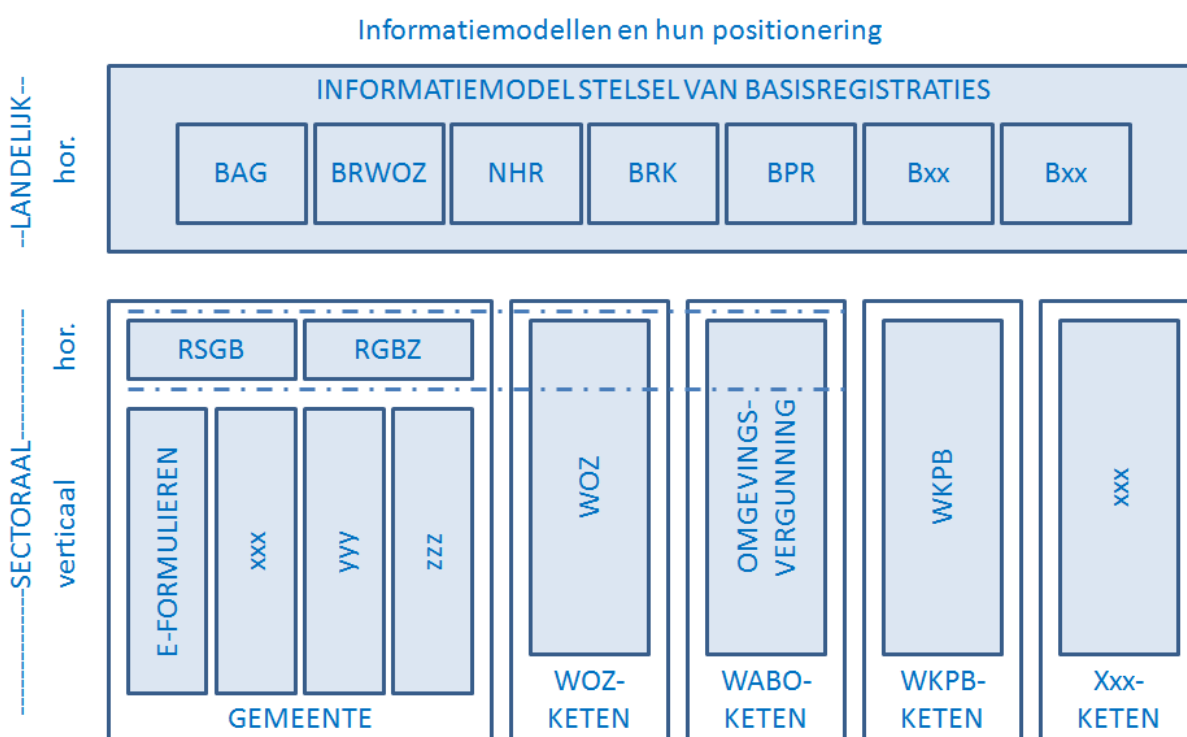 Informatiemodellen en hun positionering
--LANDELIJK--
hor.
INFORMATIEMODEL STELSEL VAN BASISREGISTRATIES
BAG
BRWOZ
NHR
BRK
BPR
Bxx
Bxx
------------SECTORAAL------------
hor.
verticaal
RSGB
RGBZ
E-FORMULIEREN
xxx
yyy
zzz
GEMEENTE
WOZ
WOZ-
KETEN
OMGEVINGS-
VERGUNNING
WABO-
KETEN
WKPB
WKPB-
KETEN
xxx
Xxx-
KETEN